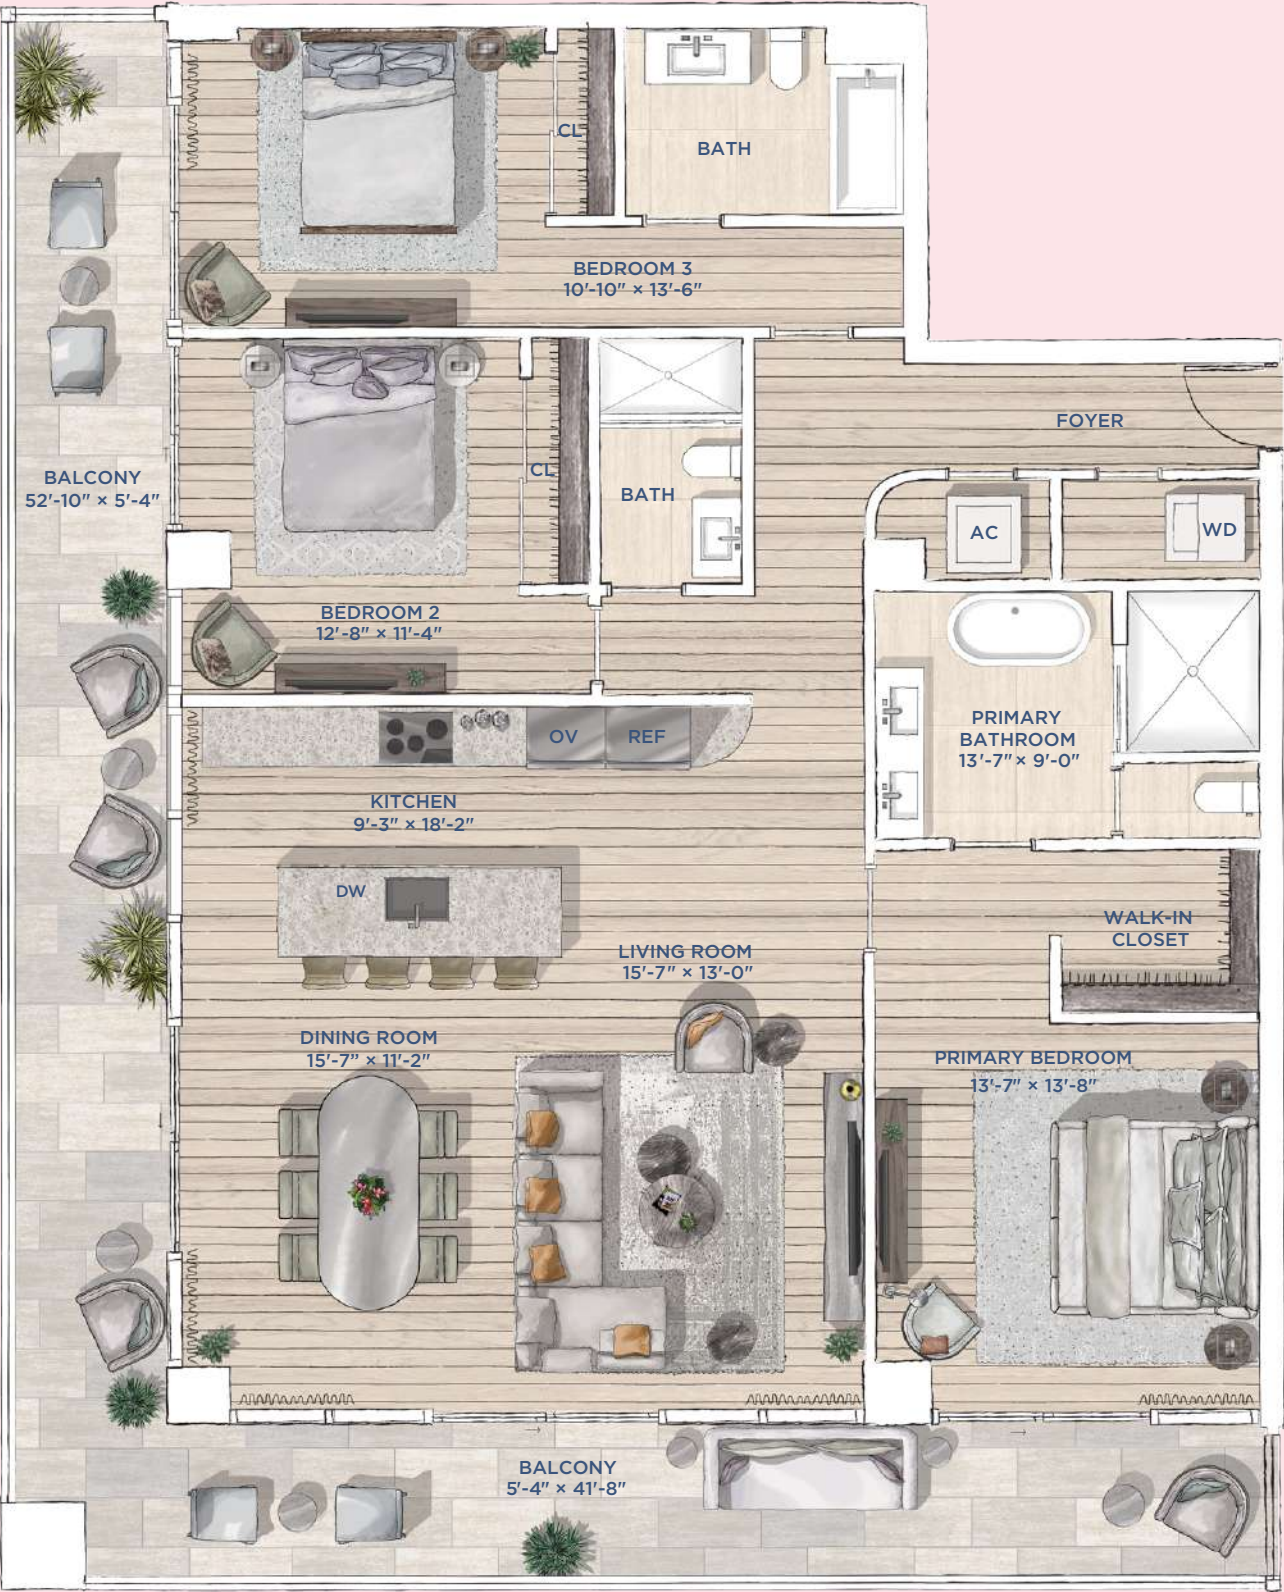 CL
BATH
BEDROOM 3
10'-10" × 13'-6"
FOYER
BALCONY
52'-10" × 5'-4"
CL
BATH
AC
WD
BEDROOM 2
12'-8" × 11'-4"
PRIMARY
BATHROOM
13'-7" × 9'-0"
OV
REF
KITCHEN
9'-3" × 18'-2"
DW
WALK-IN
CLOSET
LIVING ROOM
15'-7" × 13'-0"
DINING ROOM
15'-7” × 11'-2"
PRIMARY BEDROOM
13'-7" × 13'-8"
BALCONY
5'-4" × 41'-8"